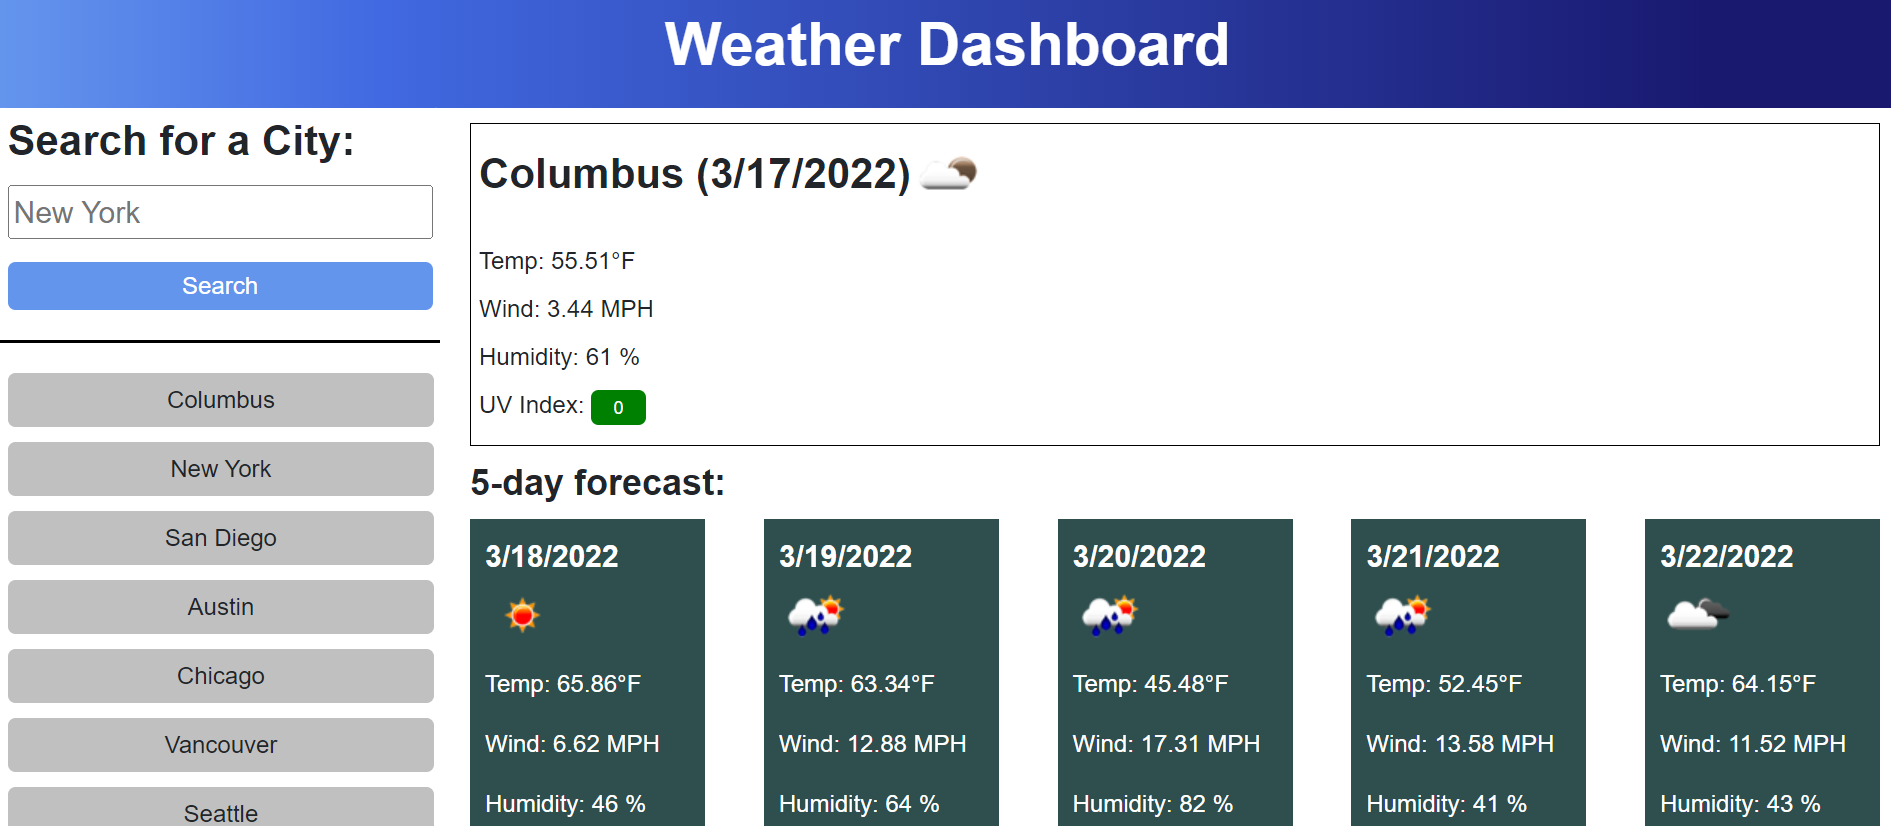 Weather Dashboard
Search for a City:
New York
Search
Columbus
New York
San Diego
Austin
Chicago
Vancouver
Seattle
Columbus (3/17/2022)
Temp: 55.51°F
Wind: 3.44 MPH
Humidity: 61 %
UV Index: 0
5-day forecast:
3/18/2022
Temp: 65.86°F
Wind: 6.62 MPH
Humidity: 46 %
3/19/2022
Temp: 63.34°F
Wind: 12.88 MPH
Humidity: 64 %
3/20/2022
Temp: 45.48°F
Wind: 17.31 MPH
Humidity: 82 %
3/21/2022
Temp: 52.45°F
Wind: 13.58 MPH
Humidity: 41 %
3/22/2022
Temp: 64.15°F
Wind: 11.52 MPH
Humidity: 43 %